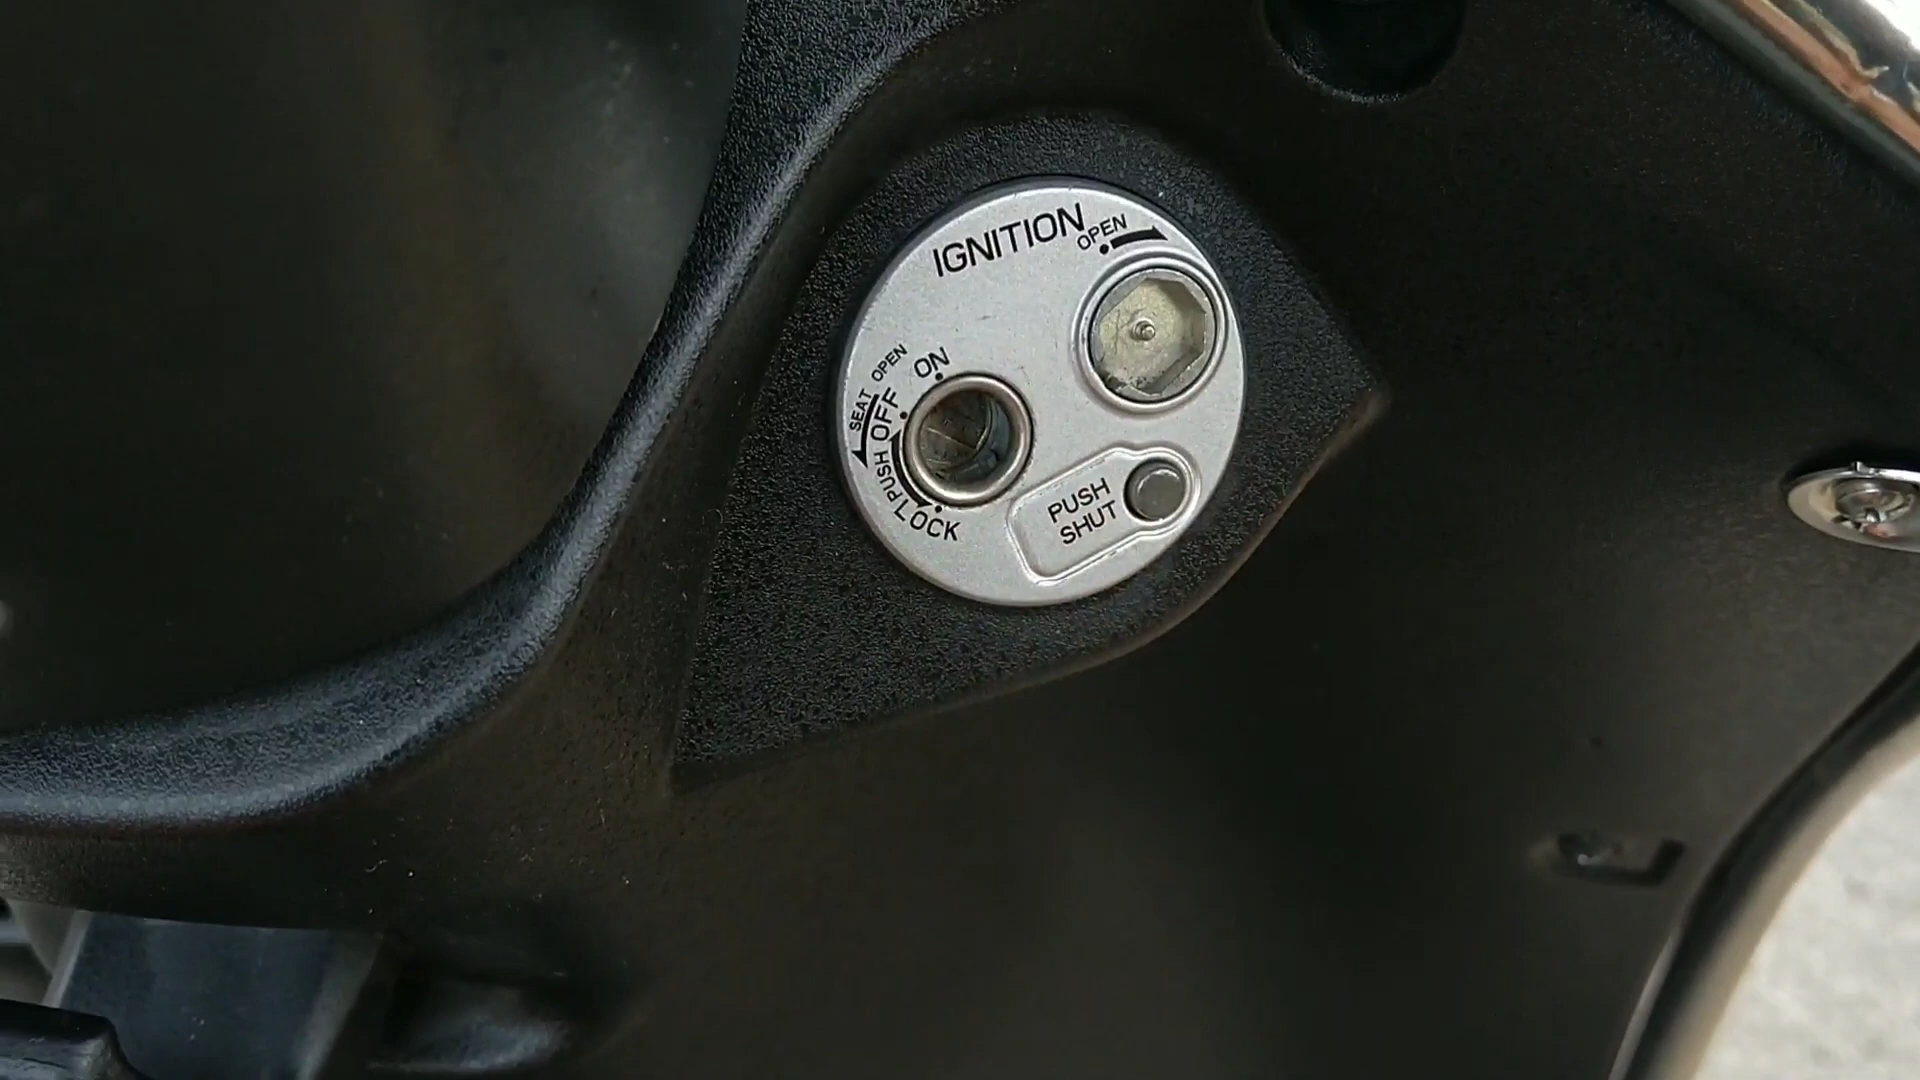 IGNITION
OPEN
OPEN
ON
SEAT
OFF
PUSH
LOCK
PUSH
SHUT